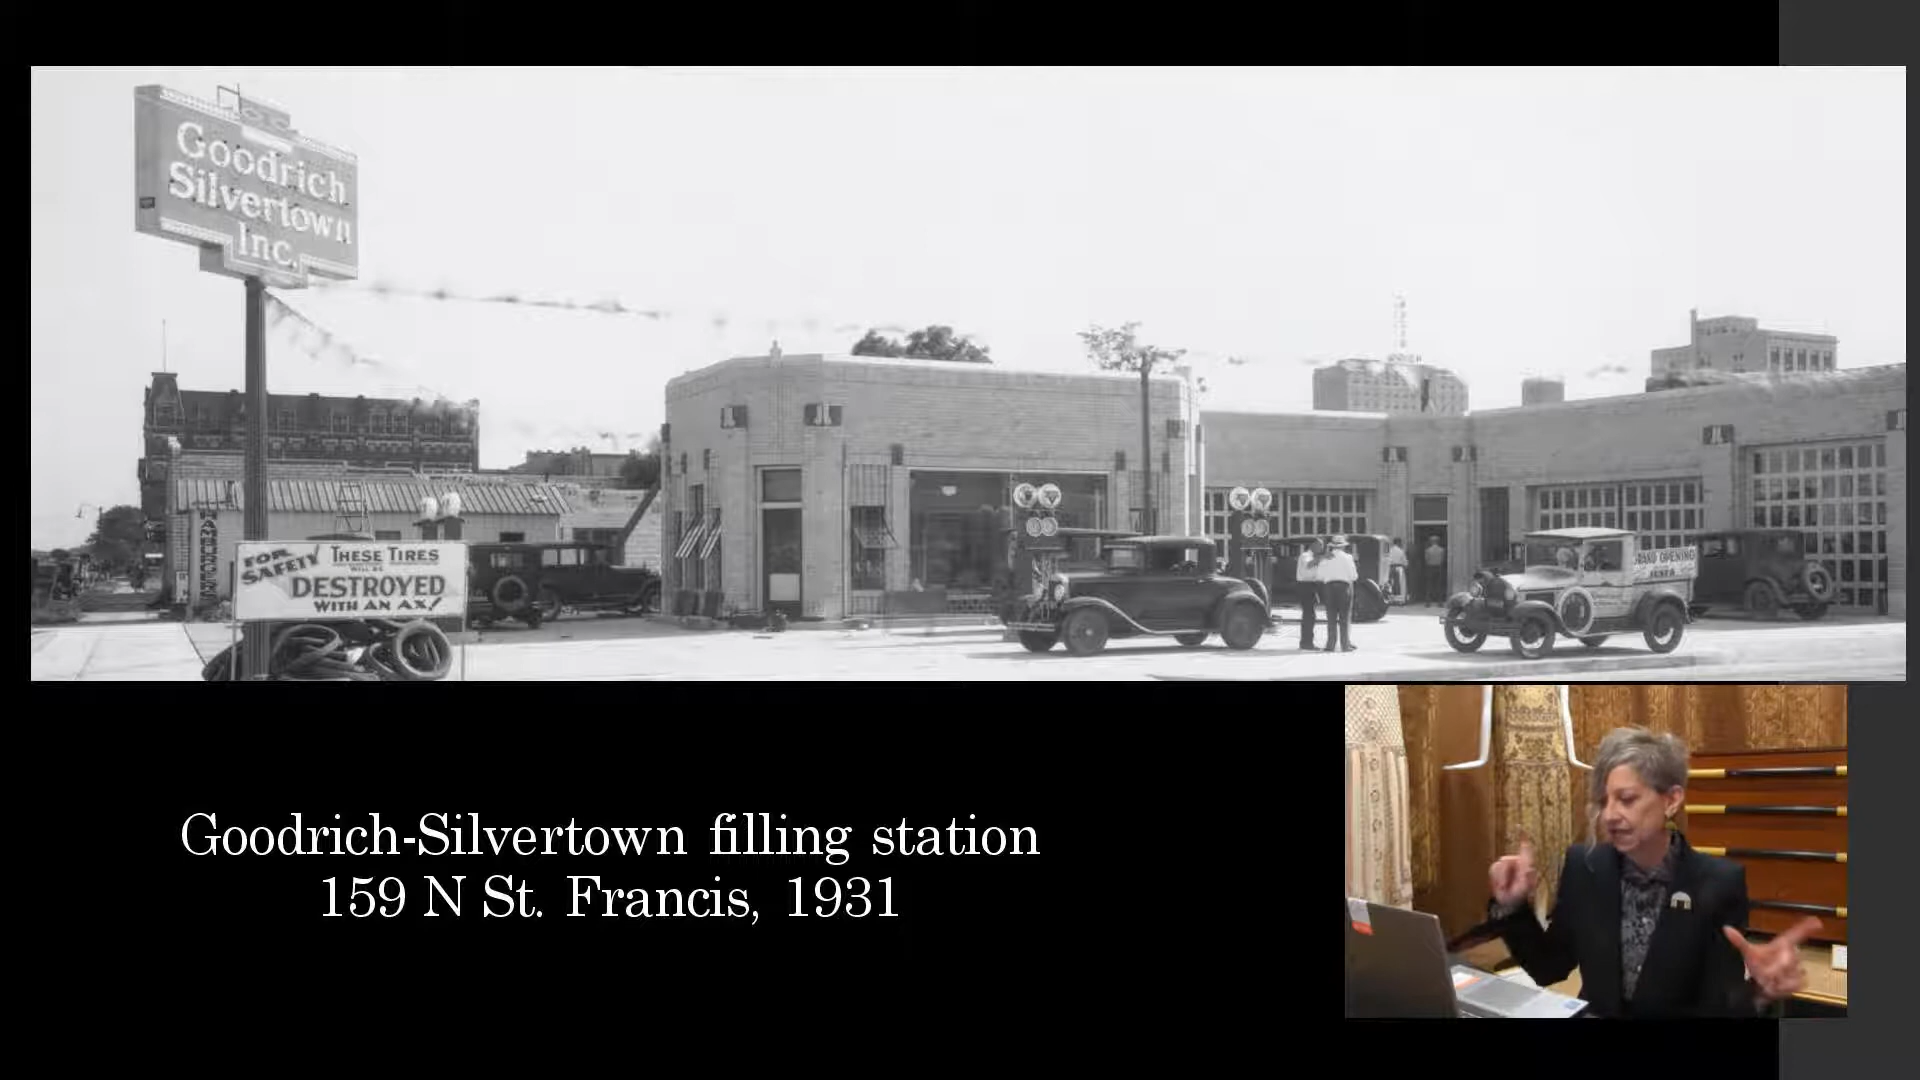 Goodrich
Silvertown
Inc.
HAMBURGERS
FOR SAFETY
THESE TIRES
WILL BE
DESTROYED
WITH AN AX!
GRAND OPENING
Goodrich-Silvertown filling station
159 N St. Francis, 1931